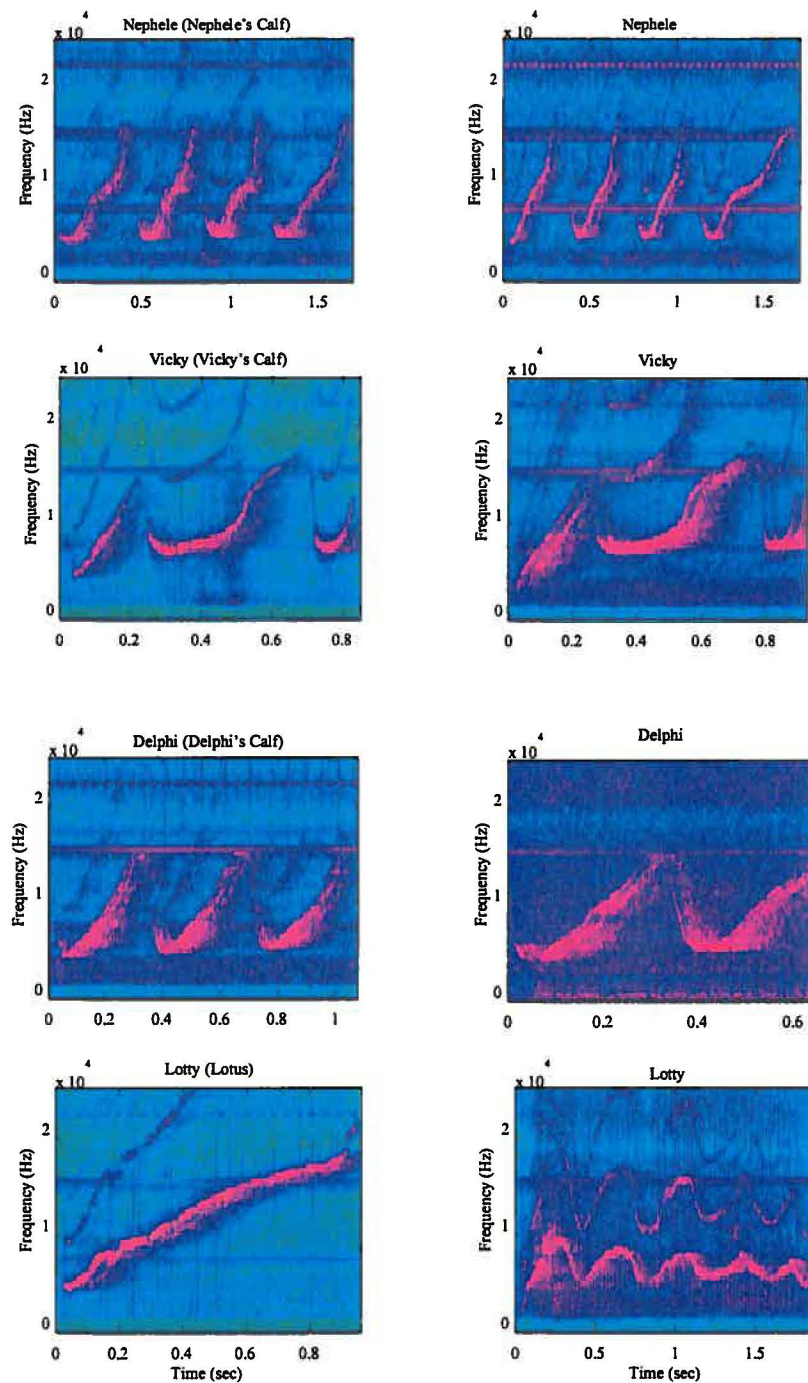 Nephele (Nephele's Calf)
x 10 4
Frequency (Hz)
2
1
0
0 0.5 1 1.5
Nephele
x 10 4
Frequency (Hz)
2
1
0
0 0.5 1 1.5
Vicky (Vicky's Calf)
x 10 4
Frequency (Hz)
2
1
0
0 0.2 0.4 0.6 0.8
Vicky
x 10 4
Frequency (Hz)
2
1
0
0 0.2 0.4 0.6 0.8
Delphi (Delphi's Calf)
x 10 4
Frequency (Hz)
2
1
0
0 0.2 0.4 0.6 0.8 1
Delphi
x 10 4
Frequency (Hz)
2
1
0
0 0.2 0.4 0.6
Lotty (Lotus)
x 10 4
Frequency (Hz)
2
1
0
0 0.2 0.4 0.6 0.8
Time (sec)
Lotty
x 10 4
Frequency (Hz)
2
1
0
0 0.5 1 1.5
Time (sec)